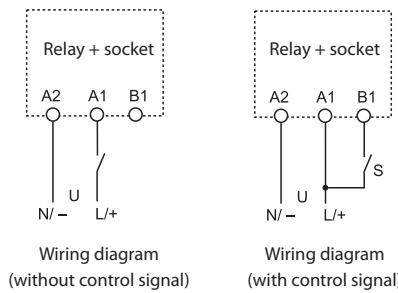 Relay + socket
A2 A1 B1
U
N/ – L/+
Wiring diagram
(without control signal)
Relay + socket
A2 A1 B1
S
U
N/ – L/+
Wiring diagram
(with control signal)